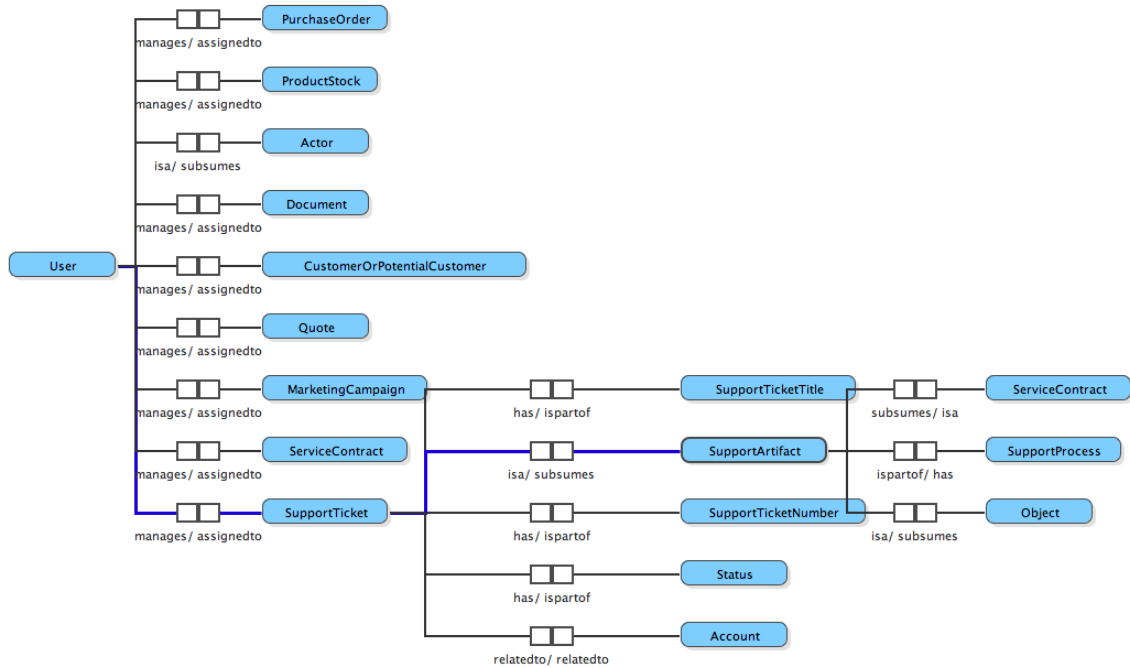 PurchaseOrder
manages/ assignedto
ProductStock
manages/ assignedto
Actor
isa/ subsumes
Document
manages/ assignedto
User
CustomerOrPotentialCustomer
manages/ assignedto
Quote
manages/ assignedto
MarketingCampaign
SupportTicketTitle
ServiceContract
manages/ assignedto
has/ ispartof
subsumes/ isa
ServiceContract
SupportArtifact
SupportProcess
manages/ assignedto
isa/ subsumes
ispartof/ has
SupportTicket
SupportTicketNumber
Object
manages/ assignedto
has/ ispartof
isa/ subsumes
Status
has/ ispartof
Account
relatedto/ relatedto